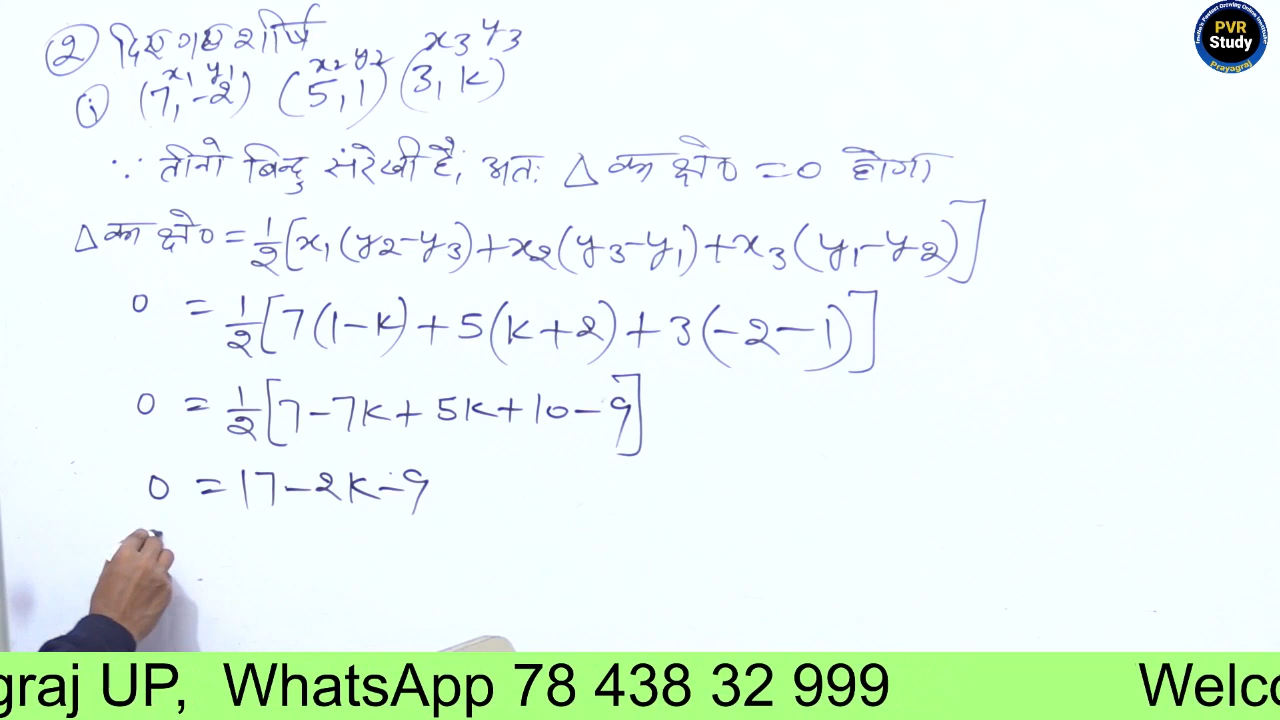 ② दिए गए शीर्ष
x₁ y₁ x₂ y₂ x₃ y₃
(i) (7, -2) (5, 1) (3, k)
∵ तीनो बिन्दु संरेखी है, अतः Δ का क्षे० = 0 होगा
Δ का क्षे० = 1/2 [x₁(y₂-y₃)+x₂(y₃-y₁)+x₃(y₁-y₂)]
0 = 1/2 [7(1-k)+5(k+2)+3(-2-1)]
0 = 1/2 [7-7k+5k+10-9]
0 = 17-2k-9
PVR
Study
Prayagraj
graj UP, WhatsApp 78 438 32 999 Welco